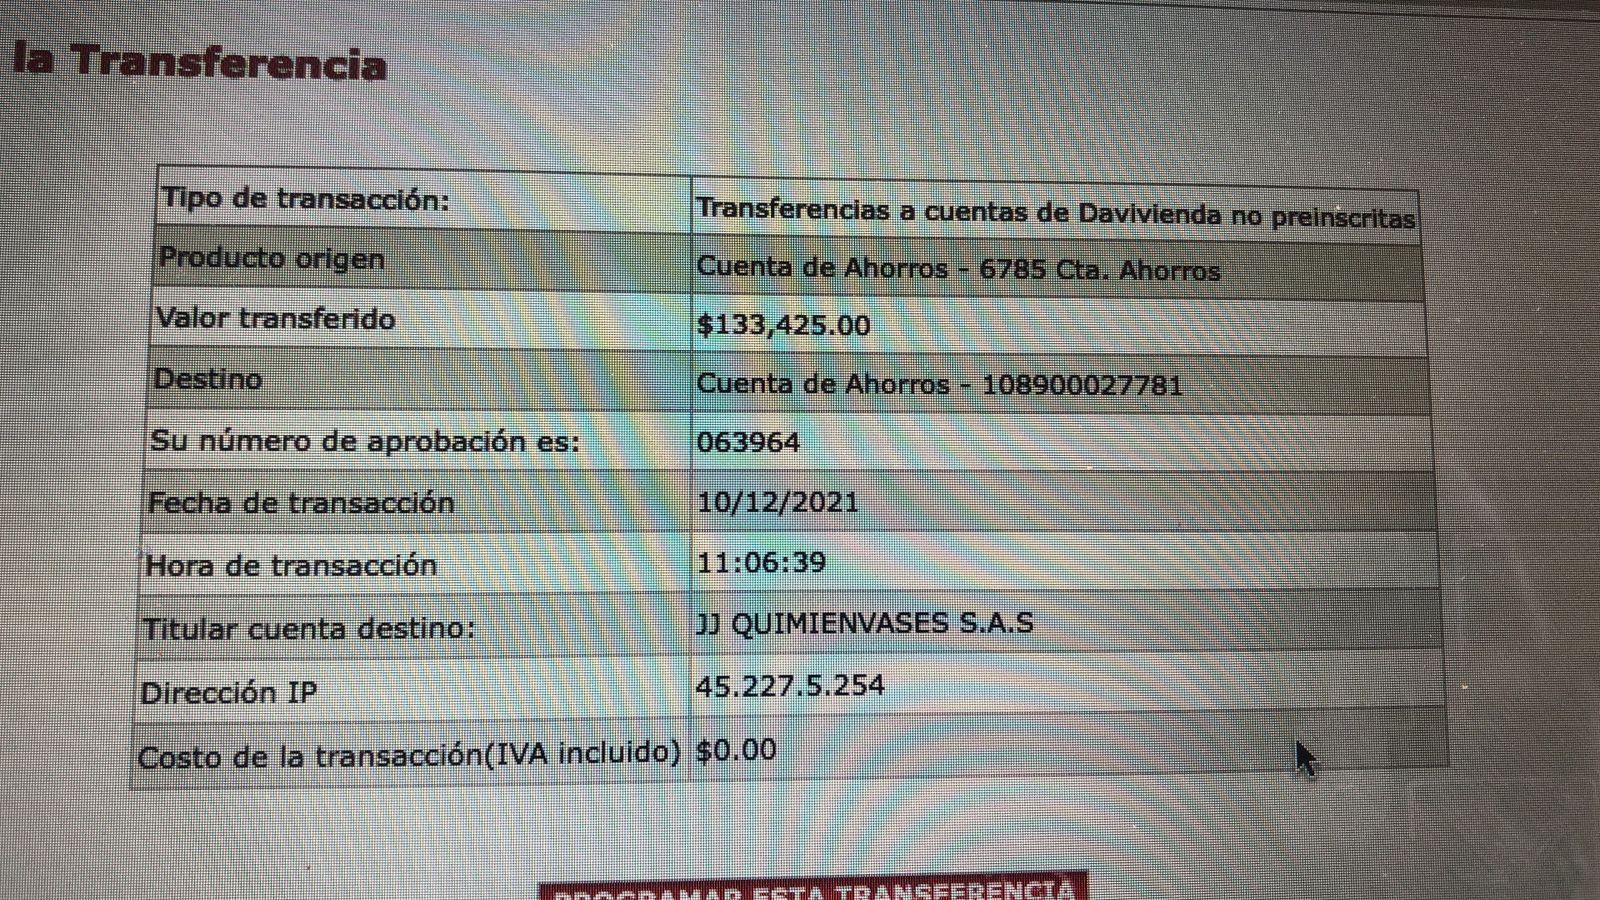 la Transferencia
Tipo de transacción: Transferencias a cuentas de Davivienda no preinscritas
Producto origen Cuenta de Ahorros - 6785 Cta. Ahorros
Valor transferido $133,425.00
Destino Cuenta de Ahorros - 108900027781
Su número de aprobación es: 063964
Fecha de transacción 10/12/2021
Hora de transacción 11:06:39
Titular cuenta destino: JJ QUIMIENVASES S.A.S
Dirección IP 45.227.5.254
Costo de la transacción(IVA incluido) $0.00
PROGRAMAR ESTA TRANSFERENCIA